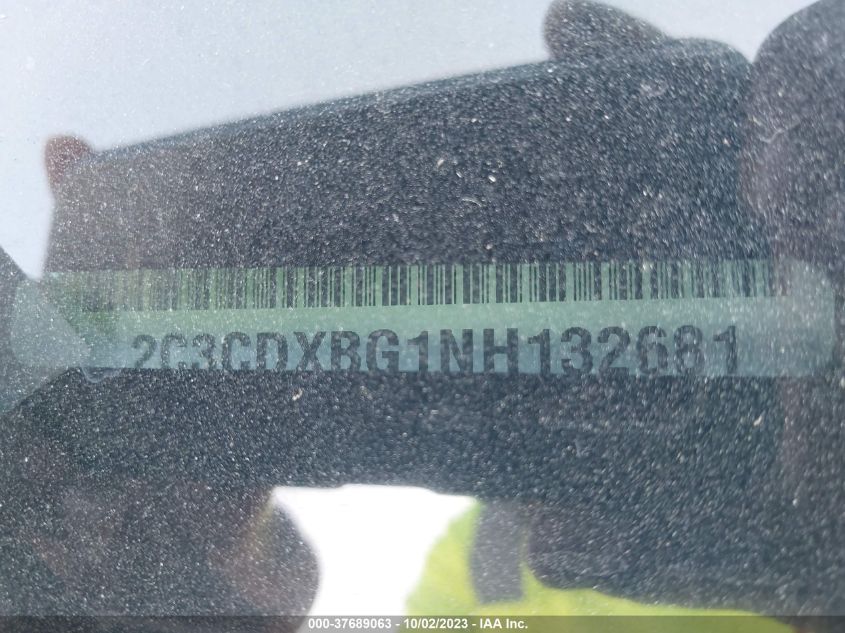 2C3CDXBG1NH132681
000-37689063 - 10/02/2023 - IAA Inc.